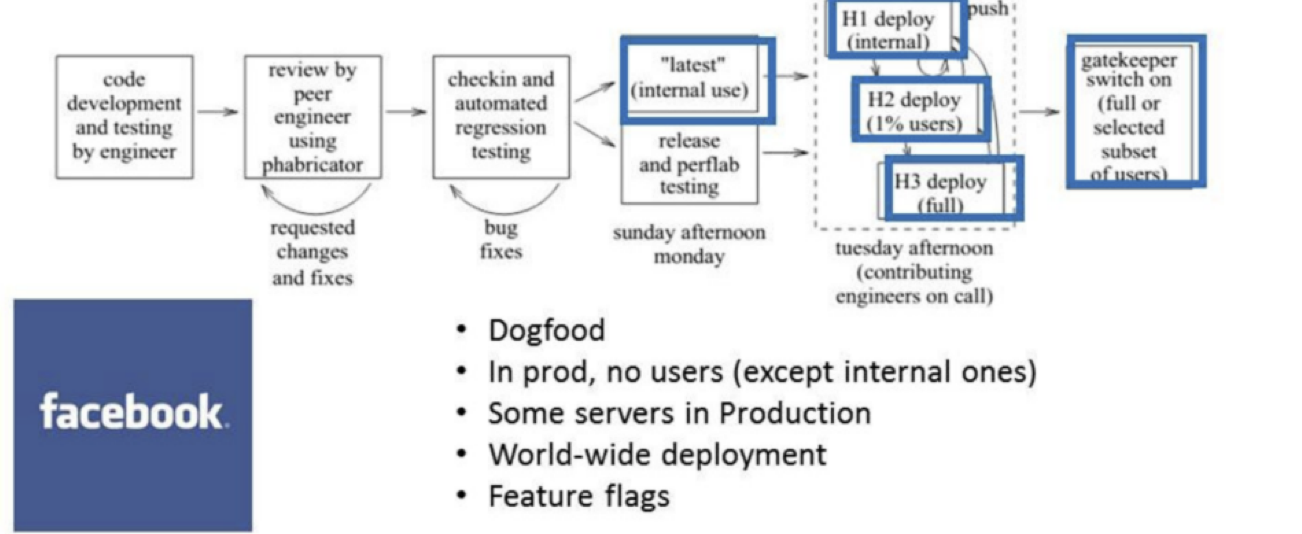 code
development
and testing
by engineer
review by
peer
engineer
using
phabricator
requested
changes
and fixes
checkin and
automated
regression
testing
bug
fixes
"latest"
(internal use)
release
and perflab
testing
sunday afternoon
monday
push
H1 deploy
(internal)
H2 deploy
(1% users)
H3 deploy
(full)
tuesday afternoon
(contributing
engineers on call)
gatekeeper
switch on
(full or
selected
subset
of users)
facebook.
• Dogfood
• In prod, no users (except internal ones)
• Some servers in Production
• World-wide deployment
• Feature flags